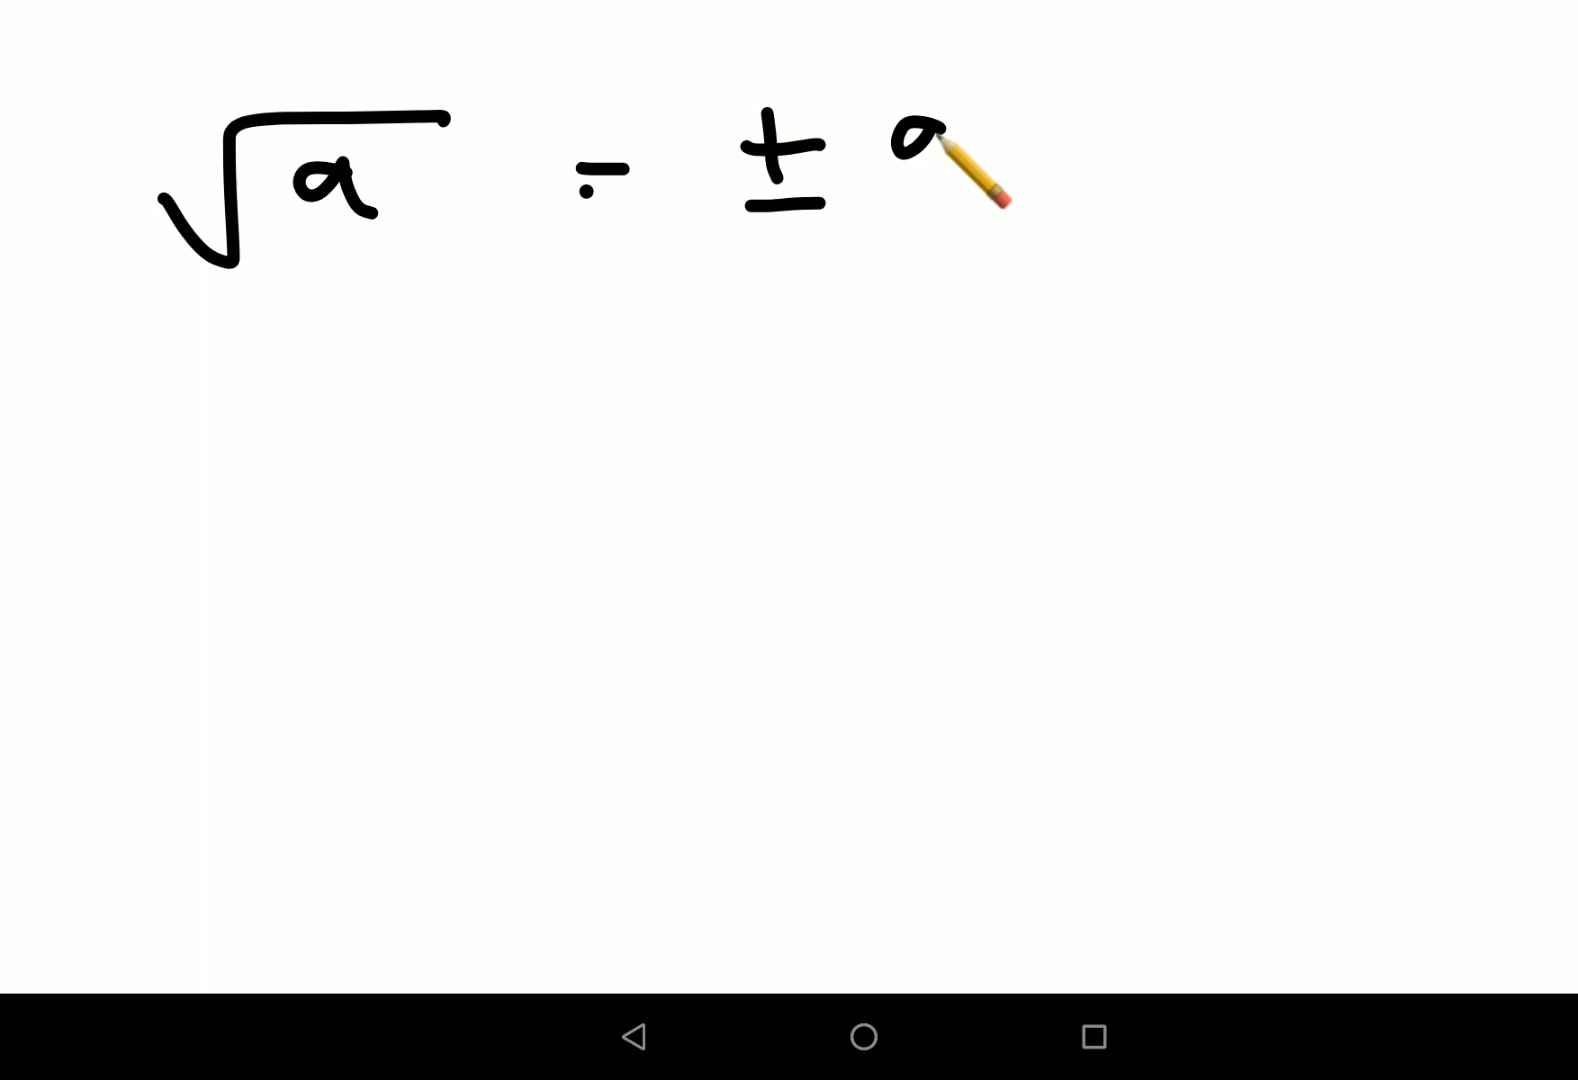 √a = ± a